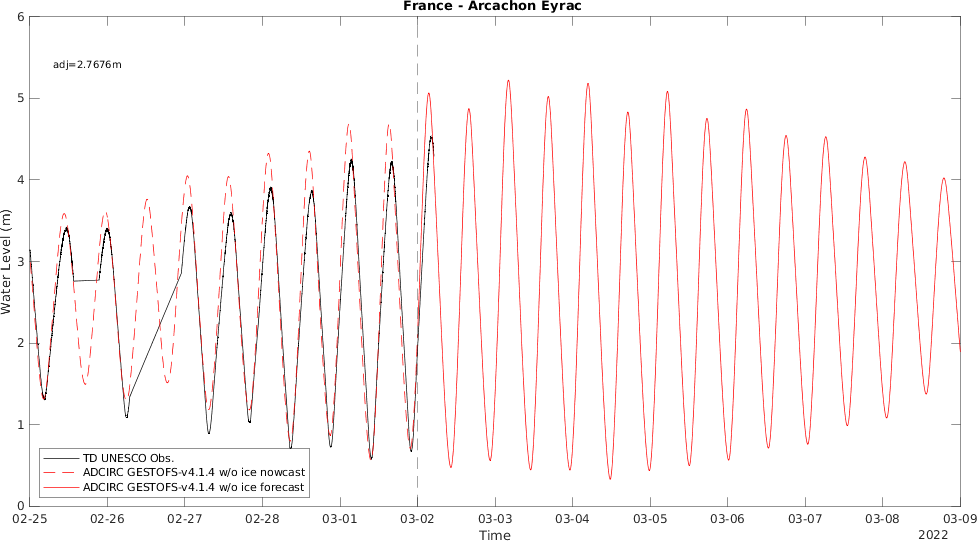 France - Arcachon Eyrac
6
adj=2.7676m
5
4
3
2
1
0
Water Level (m)
TD UNESCO Obs.
ADCIRC GESTOFS-v4.1.4 w/o ice nowcast
ADCIRC GESTOFS-v4.1.4 w/o ice forecast
02-25 02-26 02-27 02-28 03-01 03-02 03-03 03-04 03-05 03-06 03-07 03-08 03-09
Time
2022